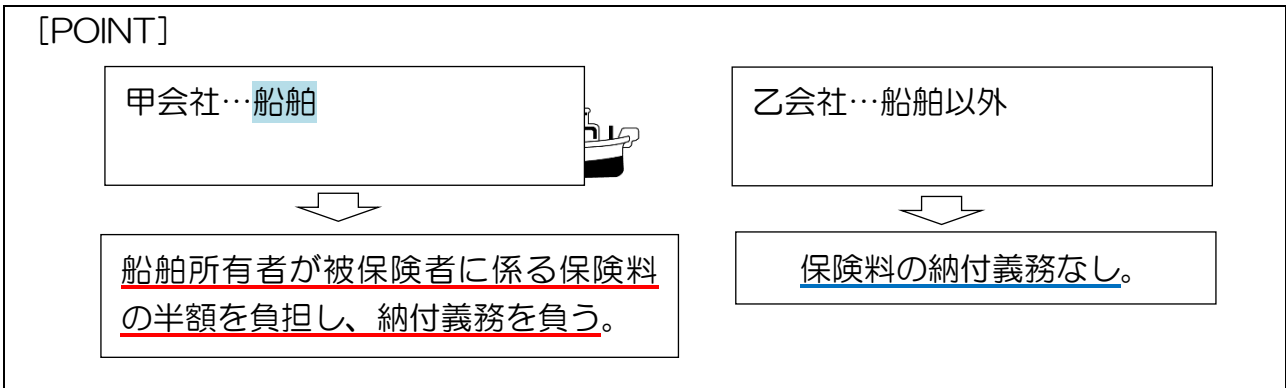 [POINT]
甲会社…船舶
乙会社…船舶以外
船舶所有者が被保険者に係る保険料
の半額を負担し、納付義務を負う。
保険料の納付義務なし。